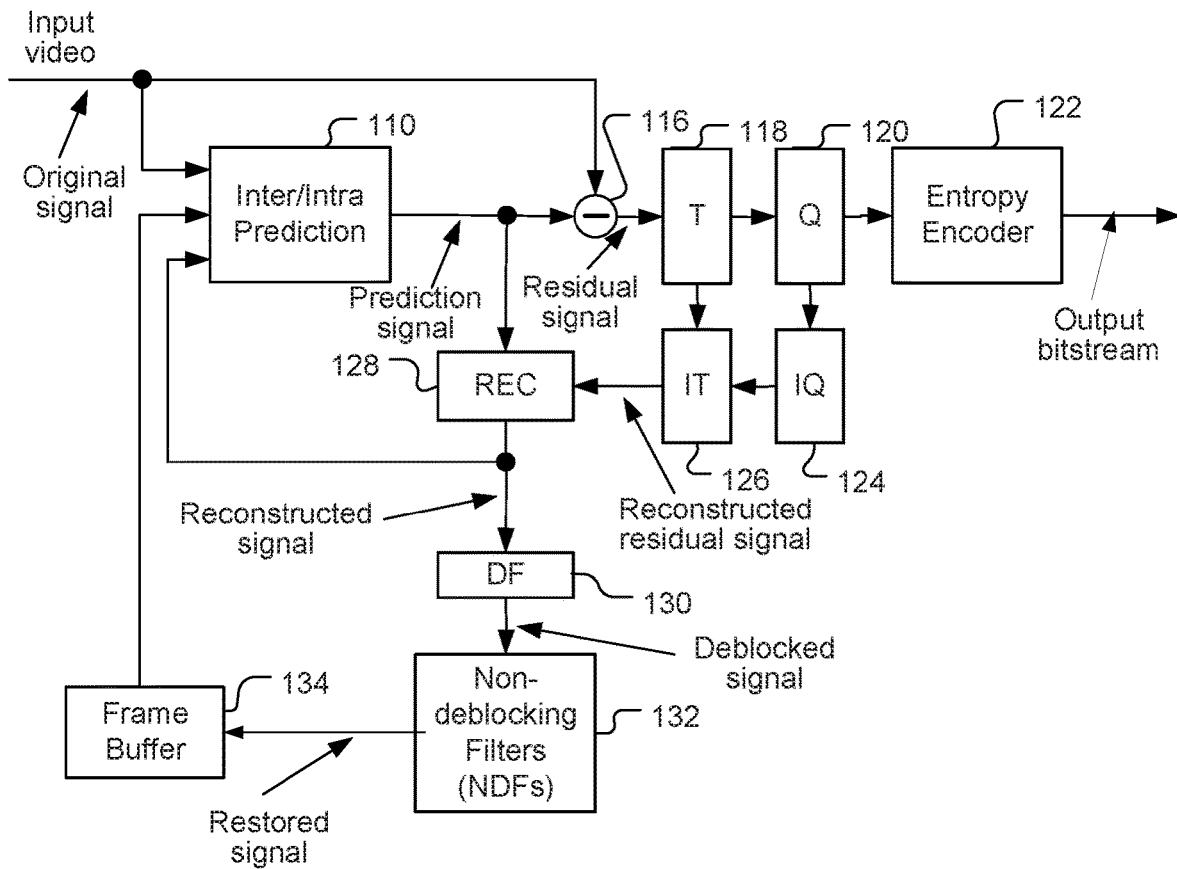 Input
video
110
116
118
120
122
Original
signal
Inter/Intra
Prediction
T
Q
Entropy
Encoder
Prediction
signal
Residual
signal
Output
bitstream
128
REC
IT
IQ
126
124
Reconstructed
signal
Reconstructed
residual signal
DF
130
Deblocked
signal
134
Frame
Buffer
Non-
deblocking
Filters
(NDFs)
132
Restored
signal